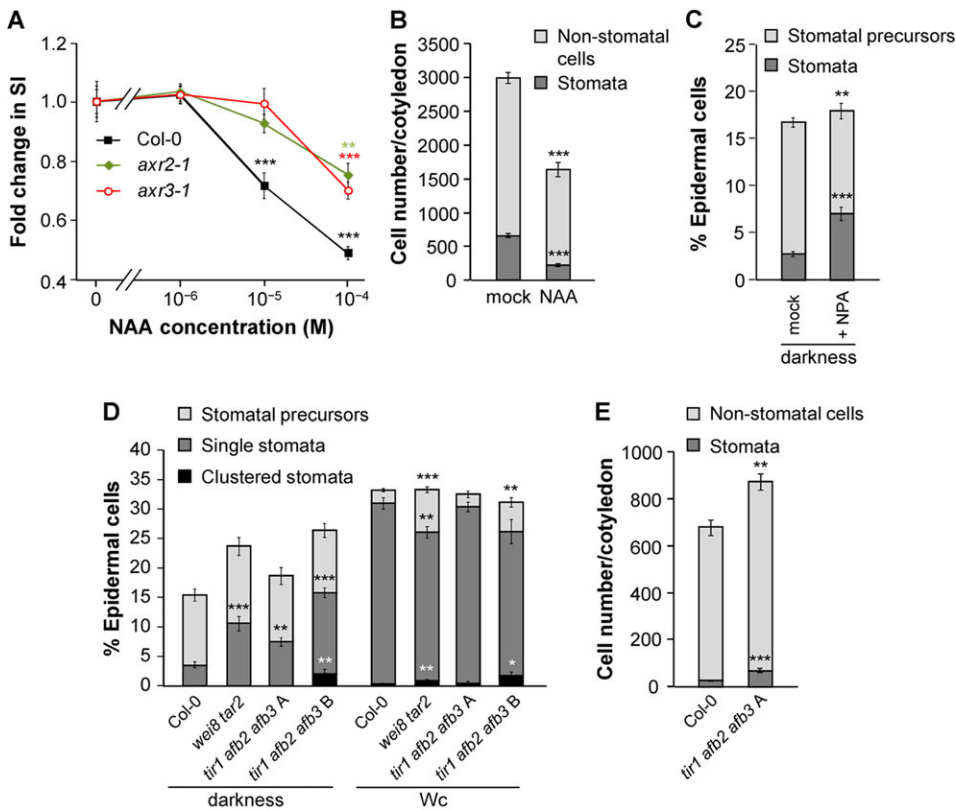 A
Fold change in SI
1.2
1.0
0.8
0.6
0.4
Col-0
axr2-1
axr3-1
***
**
***
***
0
10⁻⁶
10⁻⁵
10⁻⁴
NAA concentration (M)
B
Non-stomatal cells
Stomata
Cell number/cotyledon
3500
3000
2500
2000
1500
1000
500
0
***
***
mock
NAA
C
Stomatal precursors
Stomata
% Epidermal cells
25
20
15
10
5
0
**
***
mock
+ NPA
darkness
D
Stomatal precursors
Single stomata
Clustered stomata
% Epidermal cells
40
35
30
25
20
15
10
5
0
***
**
***
**
***
**
**
**
*
Col-0
wei8 tar2
tir1 afb2 afb3 A
tir1 afb2 afb3 B
Col-0
wei8 tar2
tir1 afb2 afb3 A
tir1 afb2 afb3 B
darkness
Wc
E
Non-stomatal cells
Stomata
Cell number/cotyledon
1000
800
600
400
200
0
**
***
Col-0
tir1 afb2 afb3 A